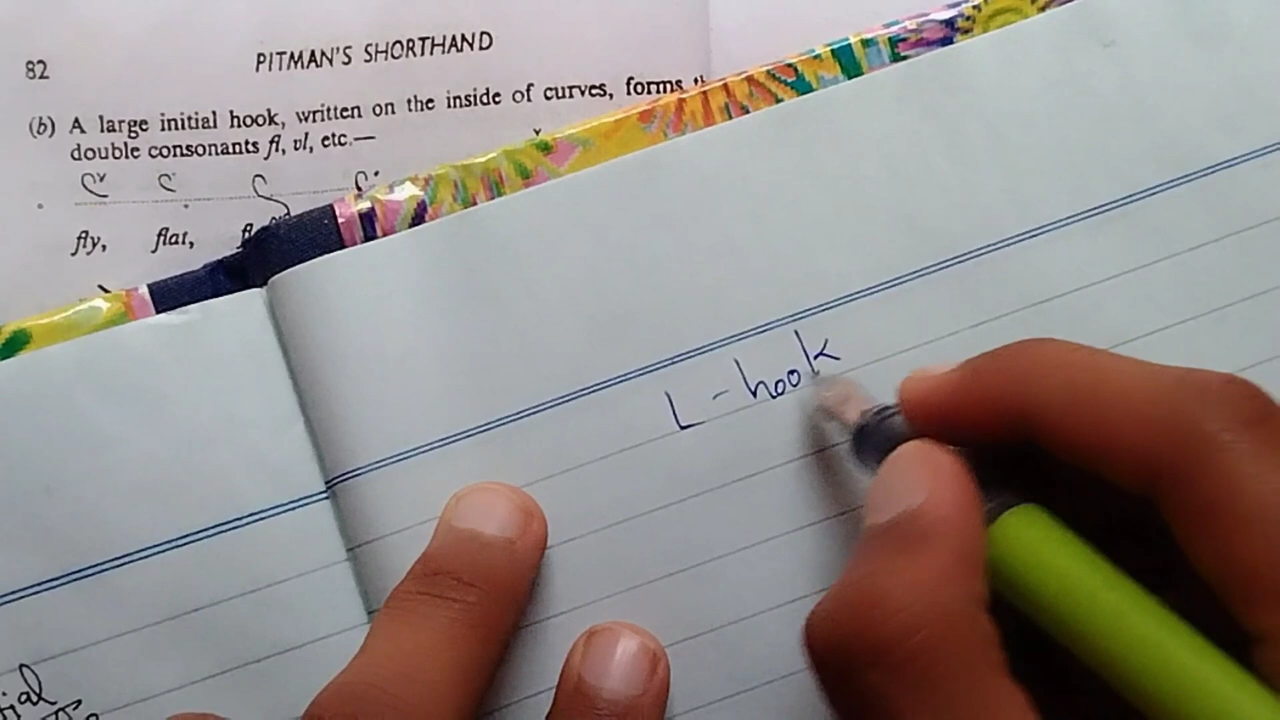 82
PITMAN'S SHORTHAND
(b) A large initial hook, written on the inside of curves, forms
double consonants fl, vl, etc.—
fly, flat,
L - hook